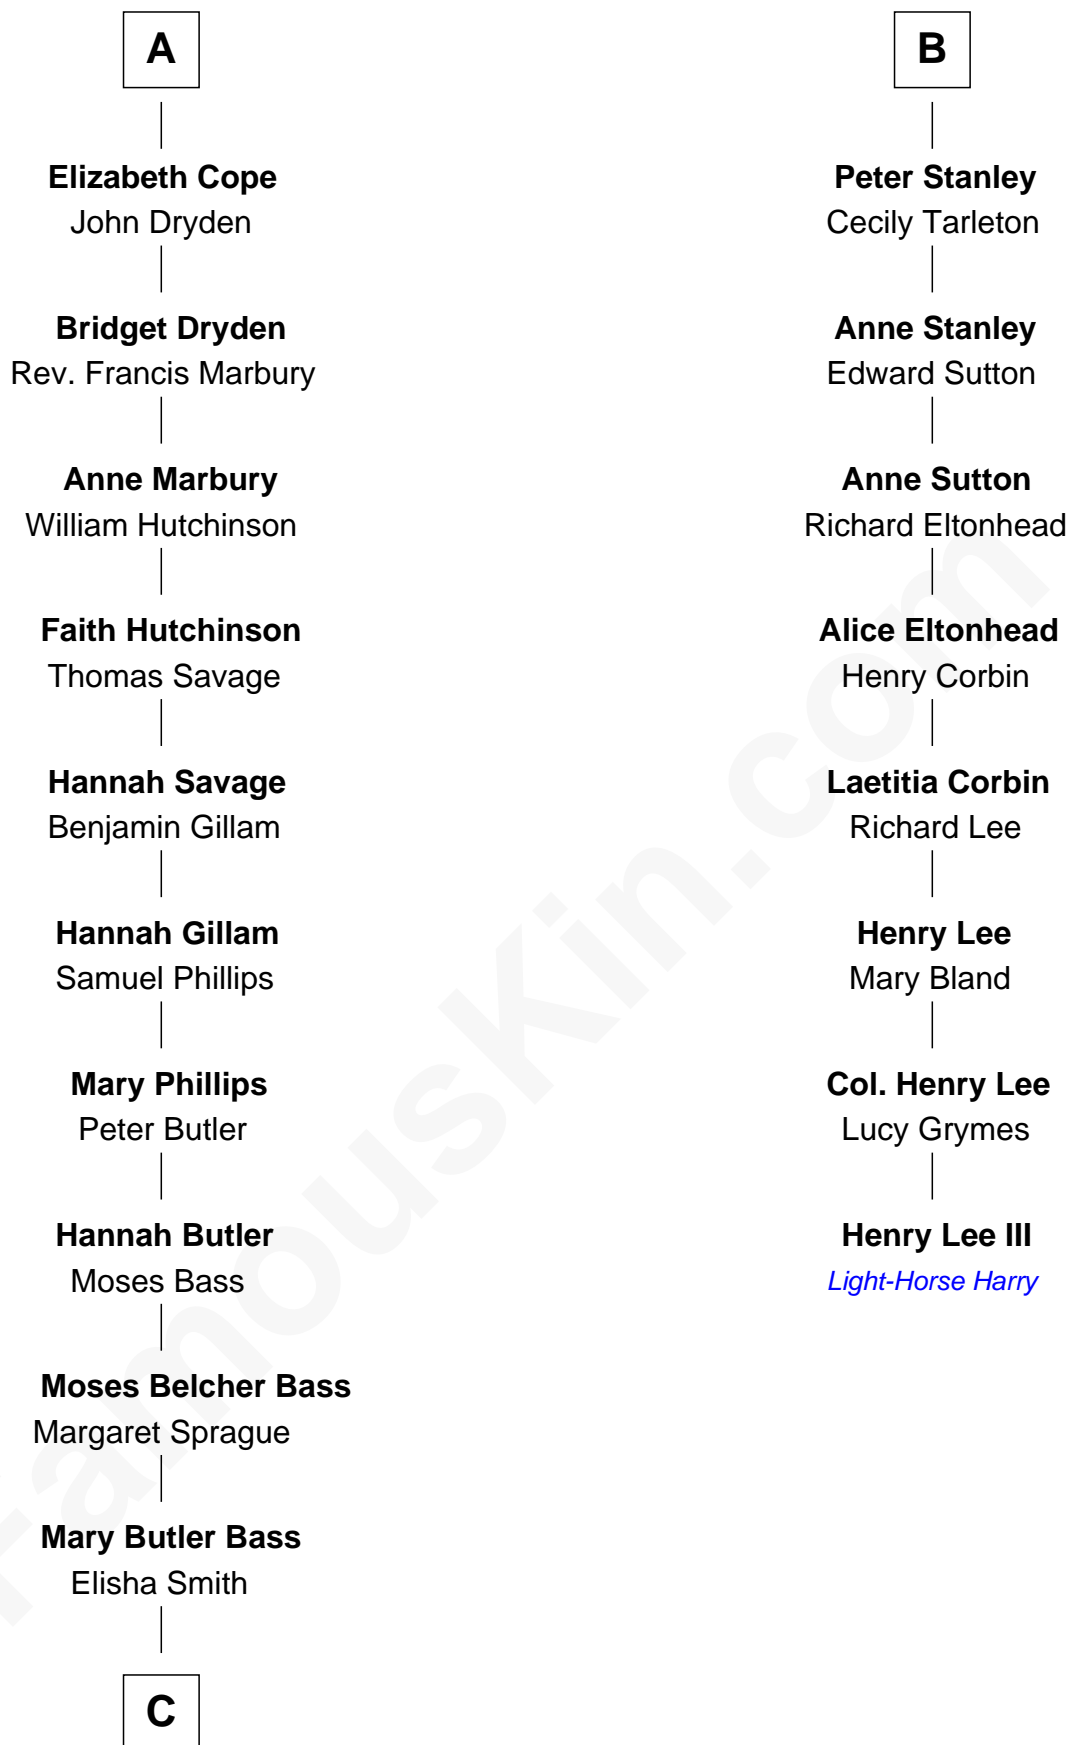 A
Elizabeth Cope
John Dryden
Bridget Dryden
Rev. Francis Marbury
Anne Marbury
William Hutchinson
Faith Hutchinson
Thomas Savage
Hannah Savage
Benjamin Gillam
Hannah Gillam
Samuel Phillips
Mary Phillips
Peter Butler
Hannah Butler
Moses Bass
Moses Belcher Bass
Margaret Sprague
Mary Butler Bass
Elisha Smith
C
B
Peter Stanley
Cecily Tarleton
Anne Stanley
Edward Sutton
Anne Sutton
Richard Eltonhead
Alice Eltonhead
Henry Corbin
Laetitia Corbin
Richard Lee
Henry Lee
Mary Bland
Col. Henry Lee
Lucy Grymes
Henry Lee III
Light-Horse Harry
FamousKin.com